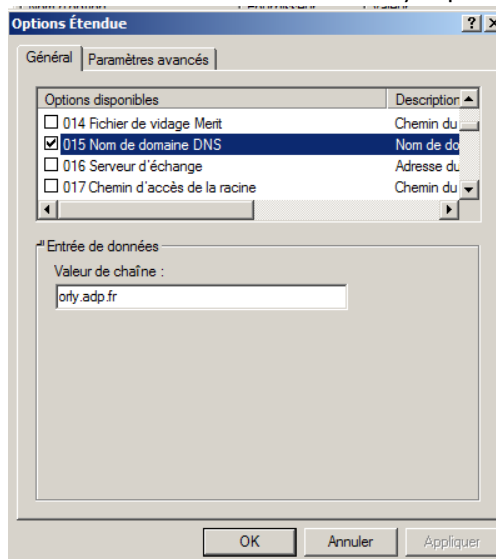 Options Étendue
Général
Paramètres avancés
Options disponibles
Description
014 Fichier de vidage Merit
Chemin du
015 Nom de domaine DNS
Nom de do
016 Serveur d'échange
Adresse du
017 Chemin d'accès de la racine
Chemin du
Entrée de données
Valeur de chaîne :
orly.adp.fr
OK
Annuler
Appliquer